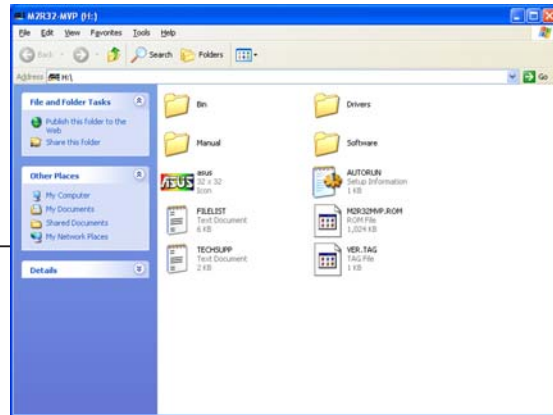 M2R32-MVP (H:)
File Edit View Favorites Tools Help
Back Search Folders
Address H:\ Go
File and Folder Tasks
Publish this folder to the
Web
Share this folder
Other Places
My Computer
My Documents
Shared Documents
My Network Places
Details
Bin
Drivers
Manual
Software
ASUS
asus
32 x 32
Icon
AUTORUN
Setup Information
1 KB
FILELIST
Text Document
6 KB
M2R32MVP.ROM
ROM File
1,024 KB
TECHSUPP
Text Document
2 KB
VER.TAG
TAG File
1 KB